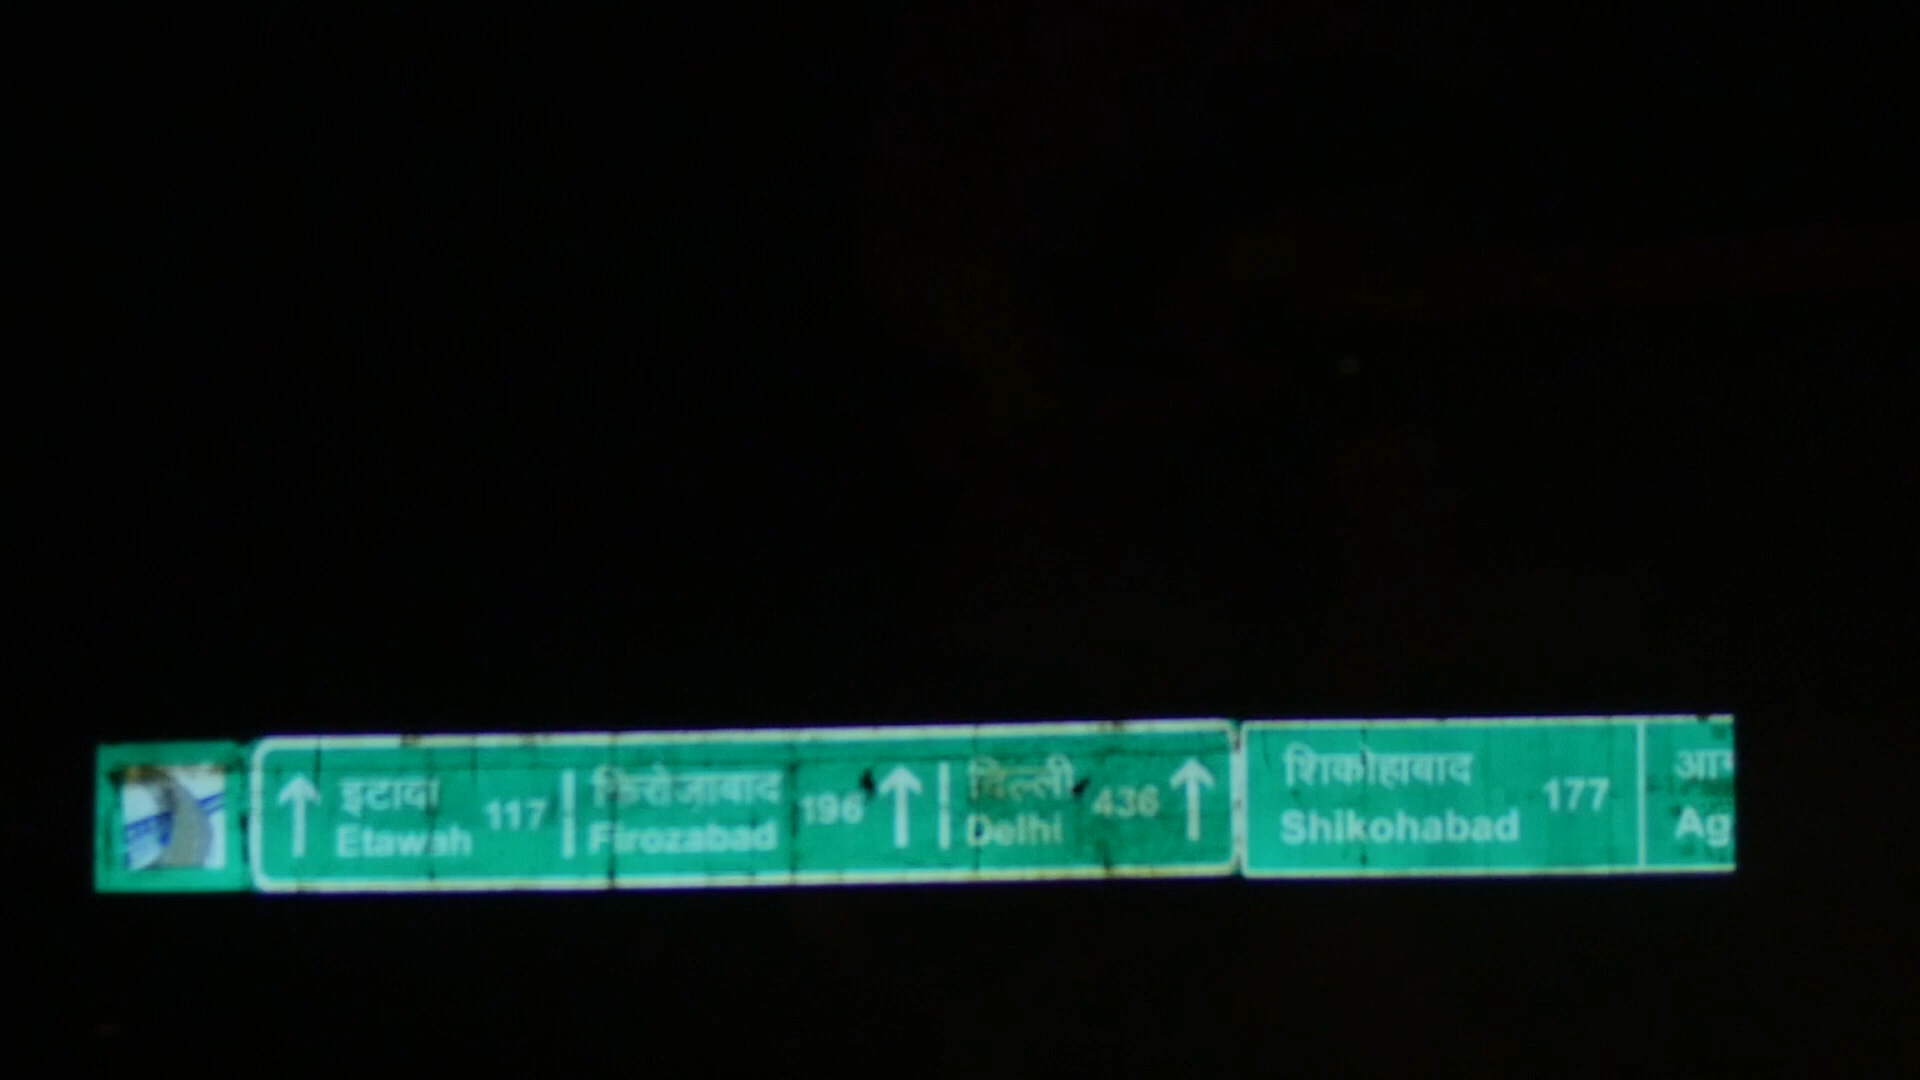 इटावा
Etawah
117
फिरोजाबाद
Firozabad
196
दिल्ली
Delhi
436
शिकोहाबाद
Shikohabad
177